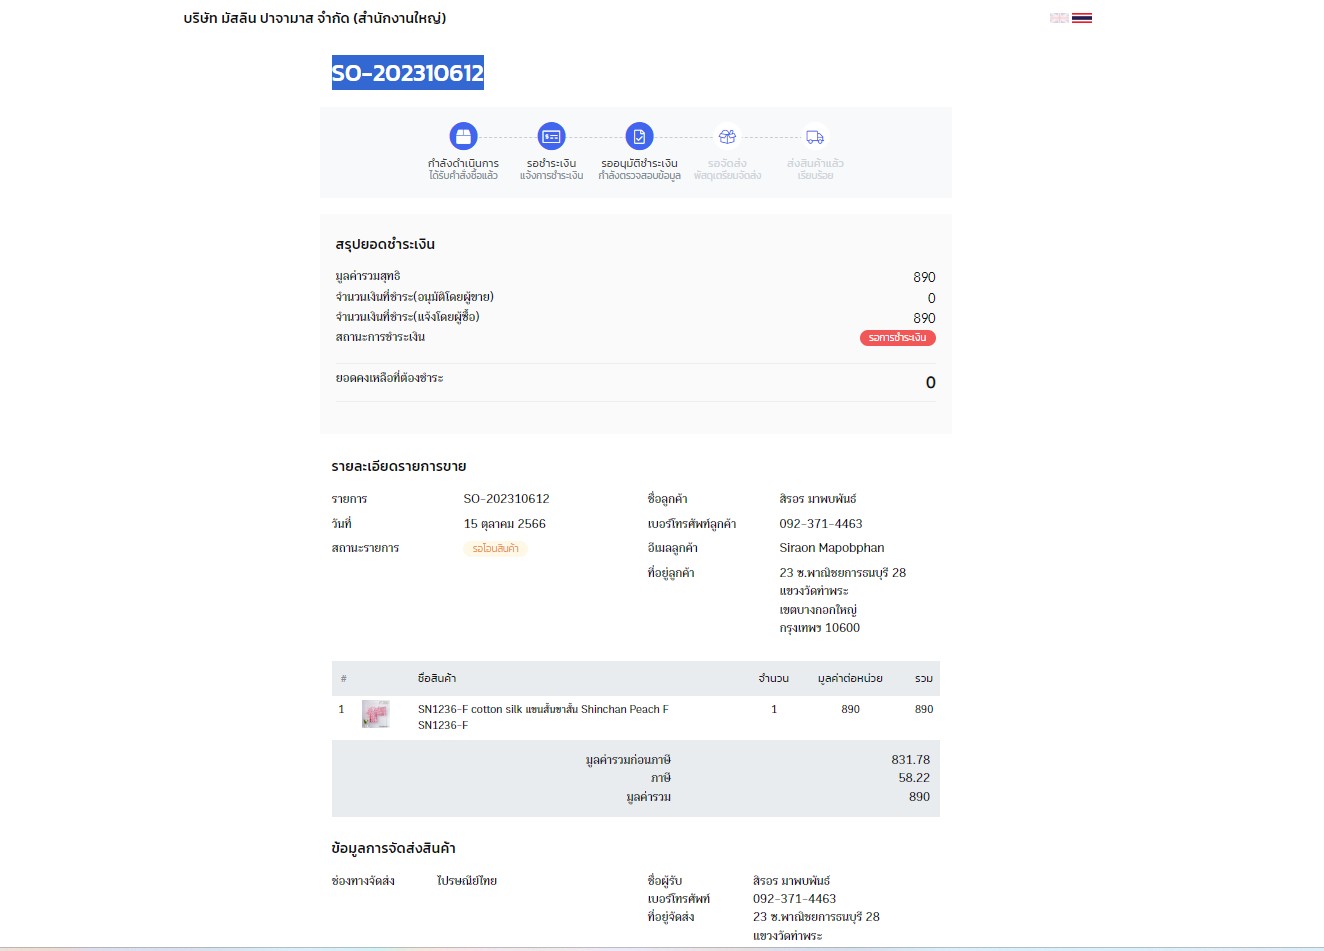 บริษัท มัสลิน ปาจามาส จำกัด (สำนักงานใหญ่)
SO-202310612
กำลังดำเนินการ รอชำระเงิน รออนุมัติชำระเงิน รอจัดส่ง ส่งสินค้าแล้ว
ได้รับคำสั่งซื้อแล้ว แจ้งการชำระเงิน กำลังตรวจสอบข้อมูล พัสดุเตรียมจัดส่ง เรียบร้อย
สรุปยอดชำระเงิน
มูลค่ารวมสุทธิ 890
จำนวนเงินที่ชำระ(อนุมัติโดยผู้ขาย) 0
จำนวนเงินที่ชำระ(แจ้งโดยผู้ซื้อ) 890
สถานะการชำระเงิน รอการชำระเงิน
ยอดคงเหลือที่ต้องชำระ 0
รายละเอียดรายการขาย
รายการ SO-202310612 ชื่อลูกค้า สิรอร มาพบพันธ์
วันที่ 15 ตุลาคม 2566 เบอร์โทรศัพท์ลูกค้า 092-371-4463
สถานะรายการ รอโอนสินค้า อีเมลลูกค้า Siraon Mapobphan
ที่อยู่ลูกค้า 23 ซ.พาณิชยการธนบุรี 28
แขวงวัดท่าพระ
เขตบางกอกใหญ่
กรุงเทพฯ 10600
# ชื่อสินค้า จำนวน มูลค่าต่อหน่วย รวม
1 SN1236-F cotton silk แขนสั้นขาสั้น Shinchan Peach F 1 890 890
SN1236-F
มูลค่ารวมก่อนภาษี 831.78
ภาษี 58.22
มูลค่ารวม 890
ข้อมูลการจัดส่งสินค้า
ช่องทางจัดส่ง ไปรษณีย์ไทย ชื่อผู้รับ สิรอร มาพบพันธ์
เบอร์โทรศัพท์ 092-371-4463
ที่อยู่จัดส่ง 23 ซ.พาณิชยการธนบุรี 28
แขวงวัดท่าพระ